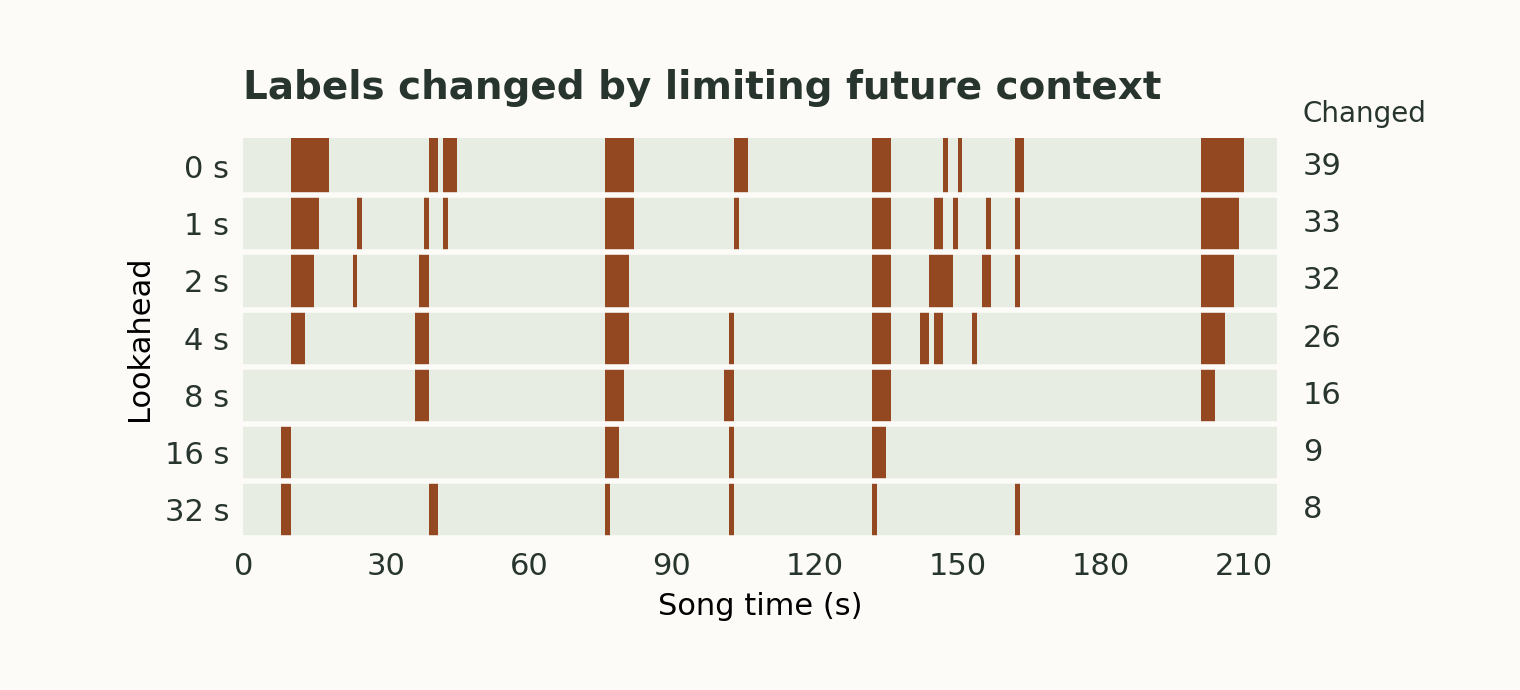 Labels changed by limiting future context
Changed
0 s 39
1 s 33
2 s 32
4 s 26
8 s 16
16 s 9
32 s 8
Lookahead
0 30 60 90 120 150 180 210
Song time (s)